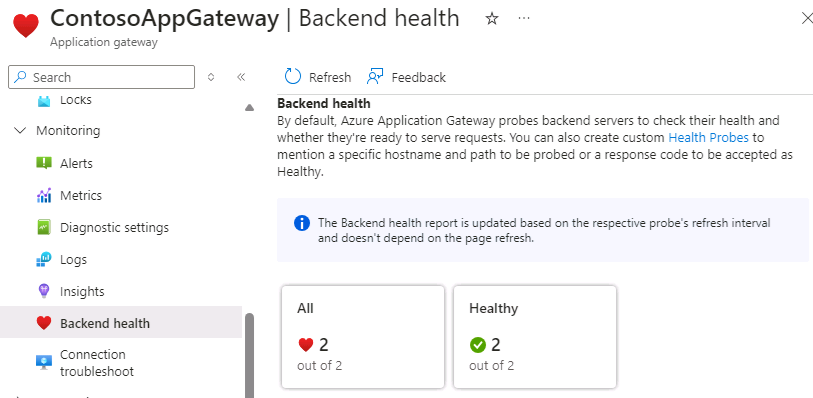 ContosoAppGateway | Backend health
Application gateway
Search
Refresh
Feedback
Locks
Monitoring
Alerts
Metrics
Diagnostic settings
Logs
Insights
Backend health
Connection
troubleshoot
Backend health
By default, Azure Application Gateway probes backend servers to check their health and
whether they're ready to serve requests. You can also create custom Health Probes to
mention a specific hostname and path to be probed or a response code to be accepted as
Healthy.
The Backend health report is updated based on the respective probe's refresh interval
and doesn't depend on the page refresh.
All
2
out of 2
Healthy
2
out of 2